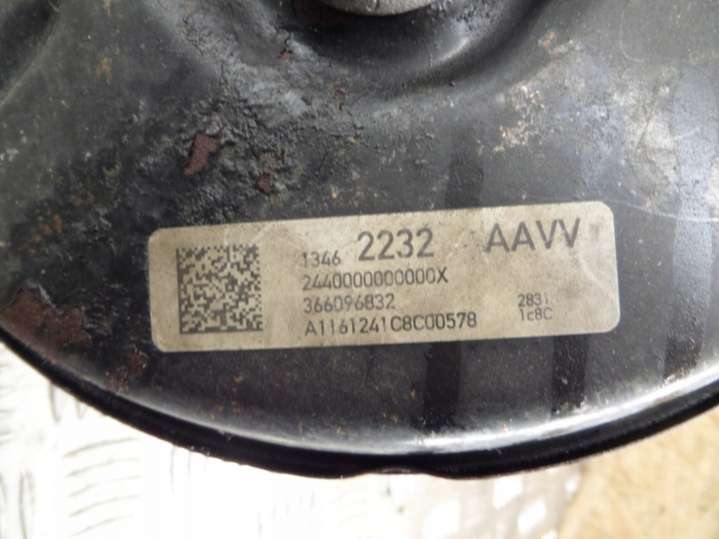 1346 2232 AAVV
2440000000000X
366096832 2831
A1161241C8C00578 1c8C